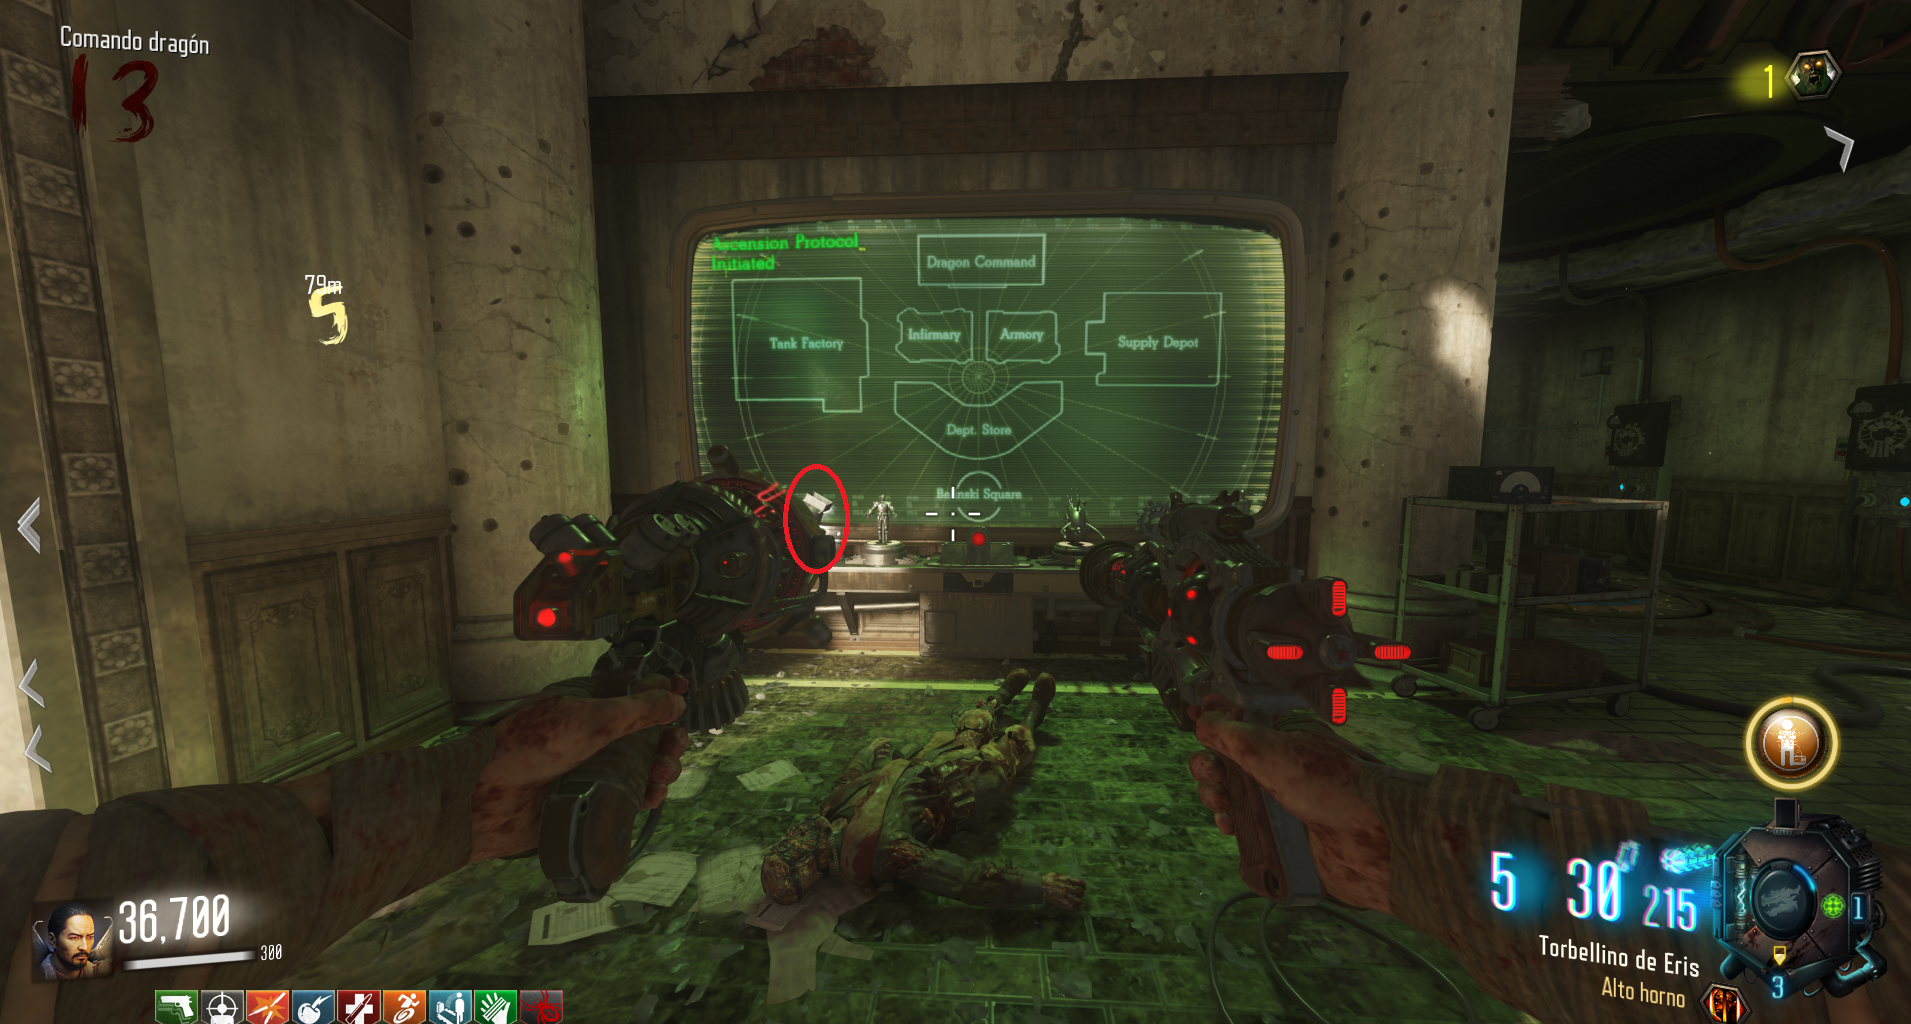 Comando dragón
13
1
79m
5
Ascension Protocol
Initiated
Dragon Command
Infirmary
Armory
Tank Factory
Supply Depot
Dept. Store
Belinski Square
5 30 215
1
36,700
300
Torbellino de Eris
Alto horno
3